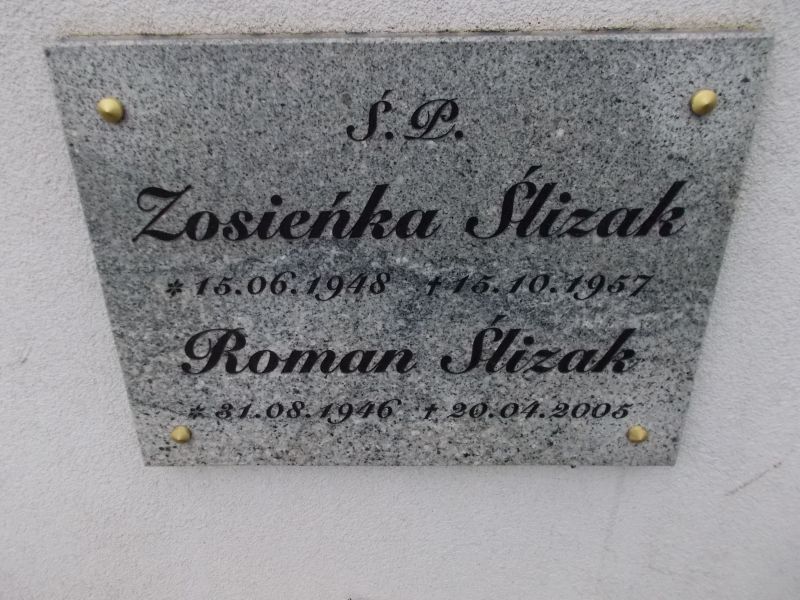 Ś.P.
Zosieńka Ślizak
* 15.06.1948 † 15.10.1957
Roman Ślizak
* 31.08.1946 † 20.04.2005